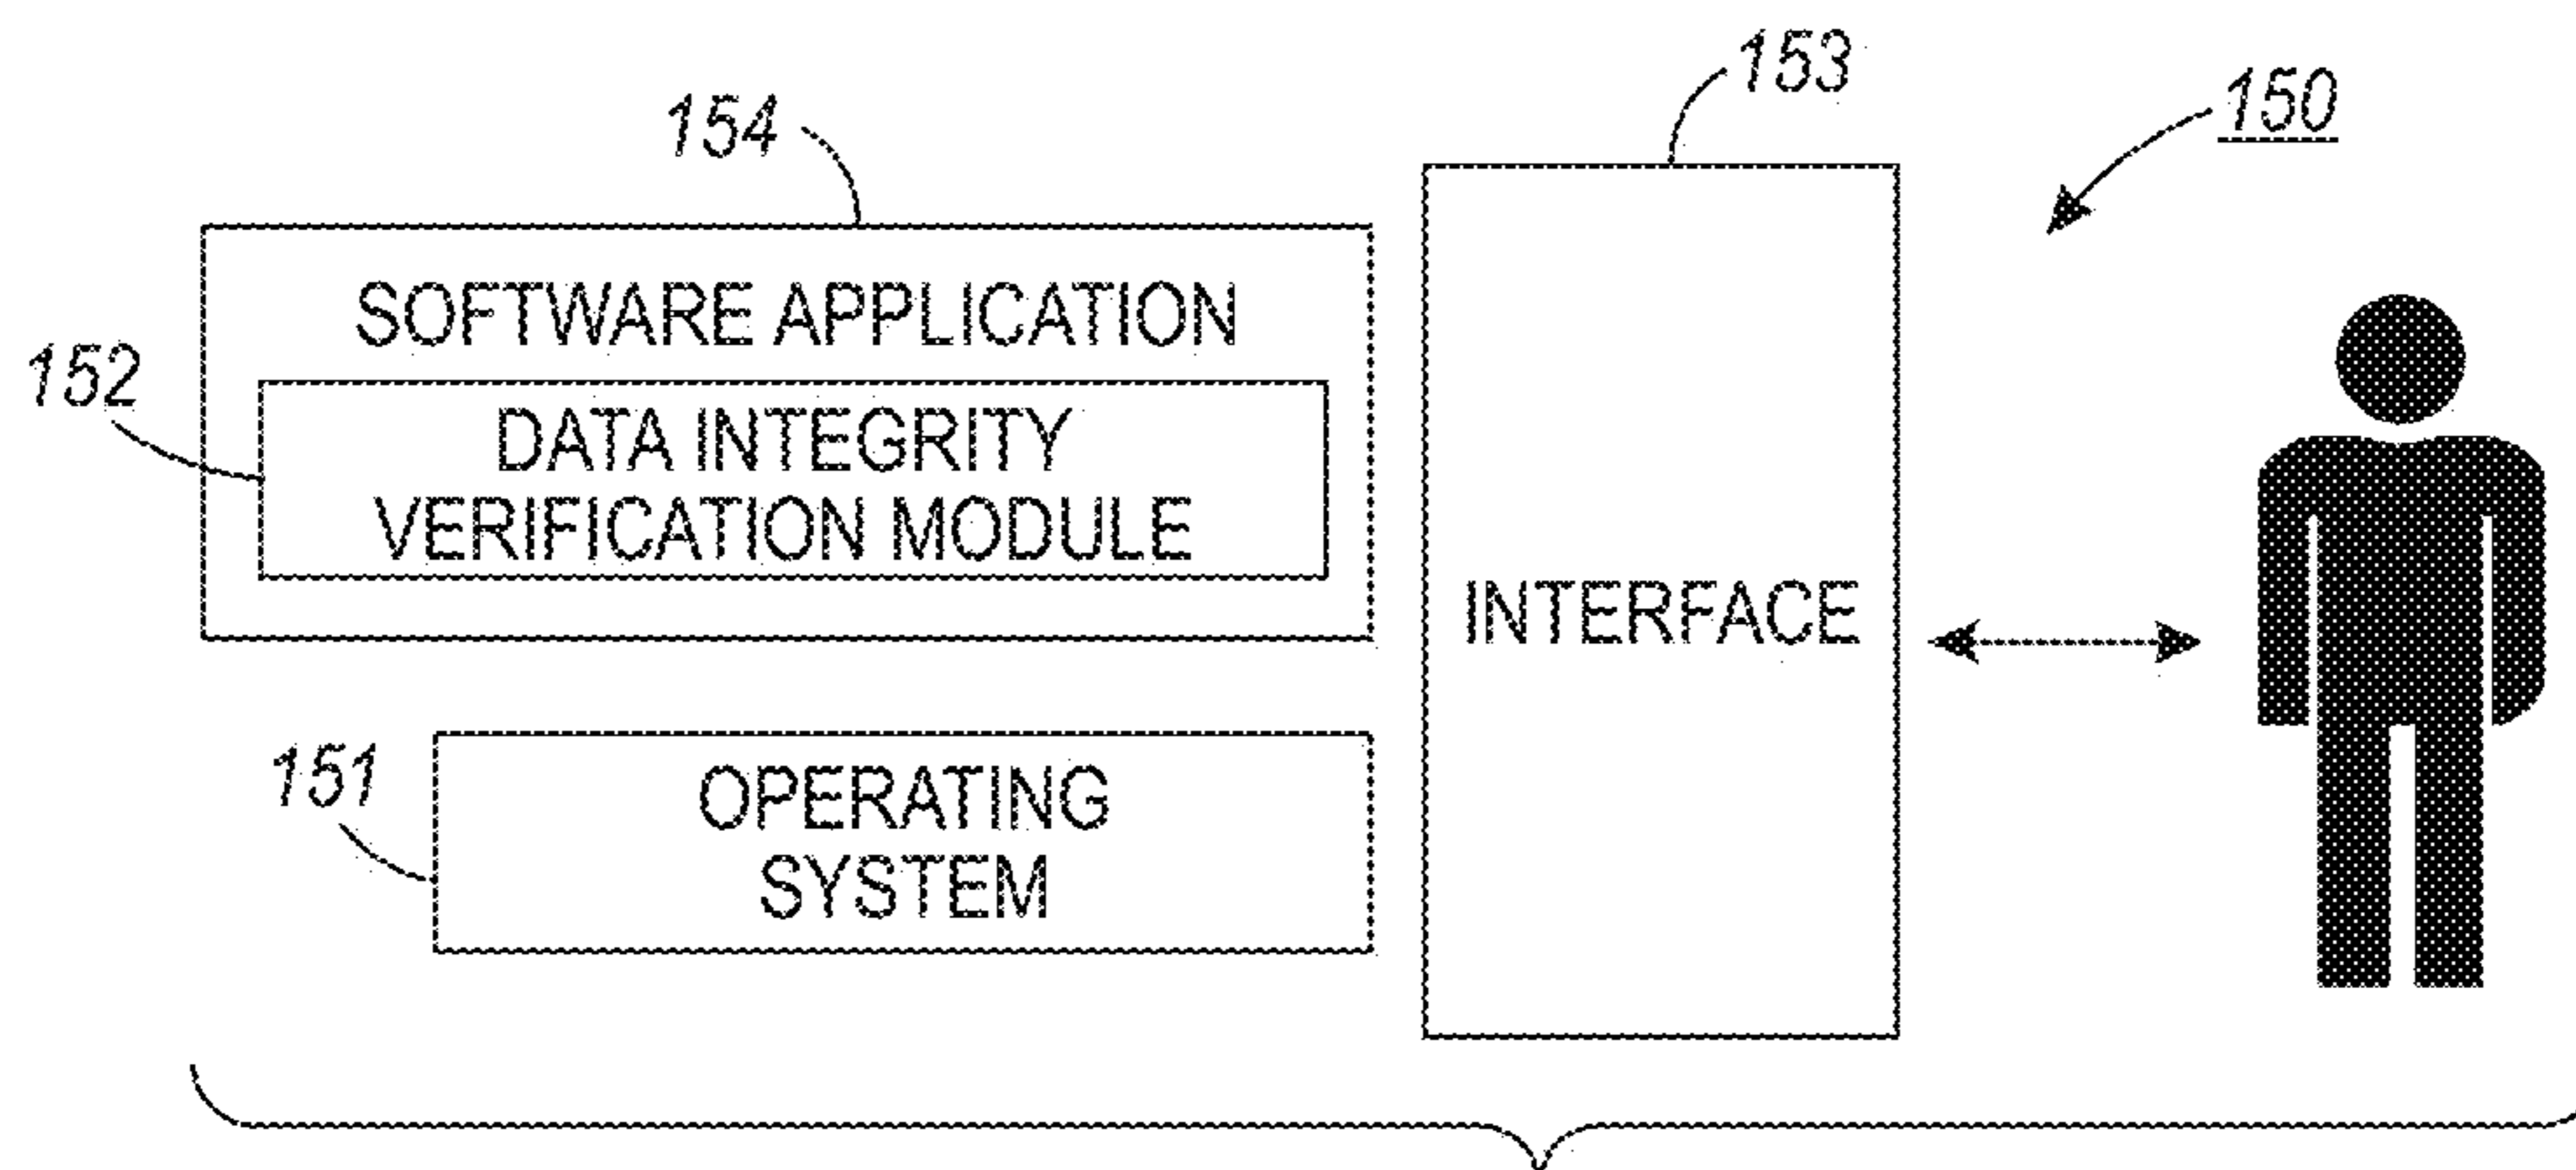 153
150
154
SOFTWARE APPLICATION
152
DATA INTEGRITY
VERIFICATION MODULE
INTERFACE
151
OPERATING
SYSTEM